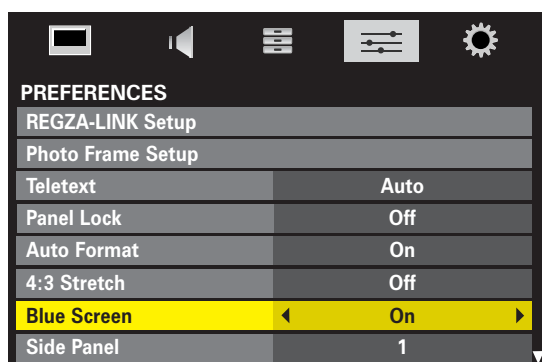 PREFERENCES
REGZA-LINK Setup
Photo Frame Setup
Teletext Auto
Panel Lock Off
Auto Format On
4:3 Stretch Off
Blue Screen On
Side Panel 1